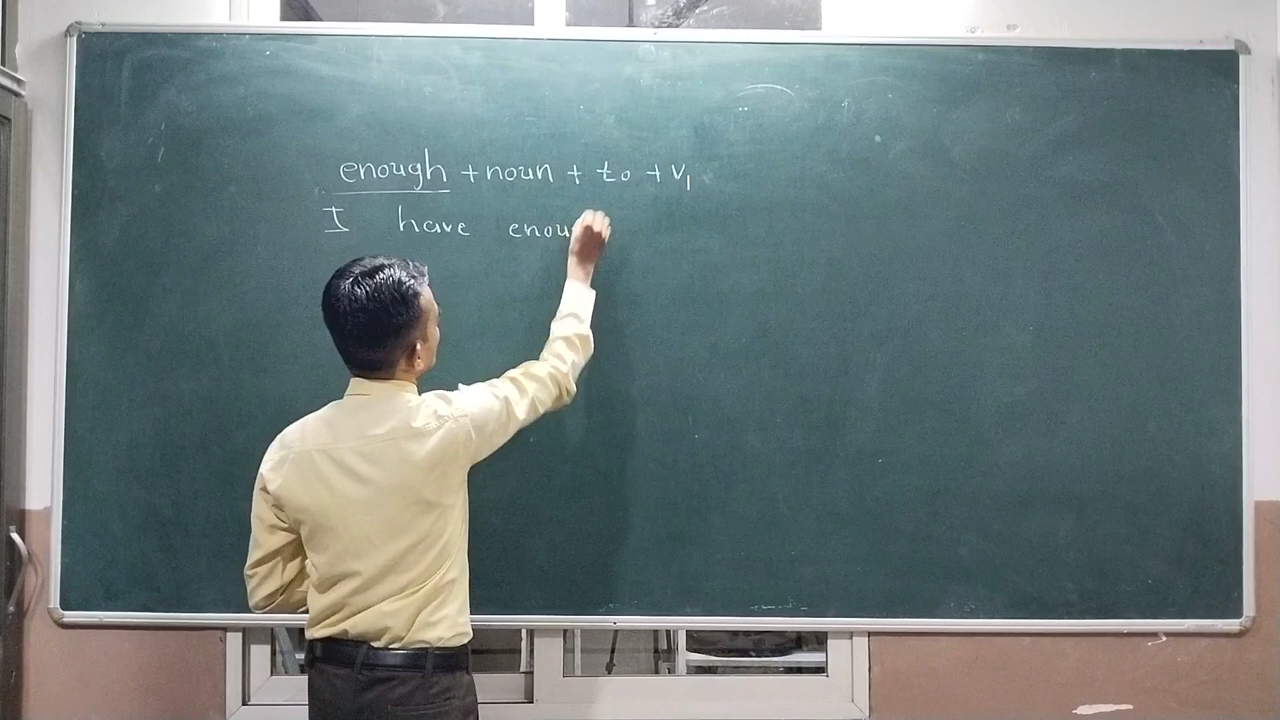 enough + noun + to + V₁
I have enou